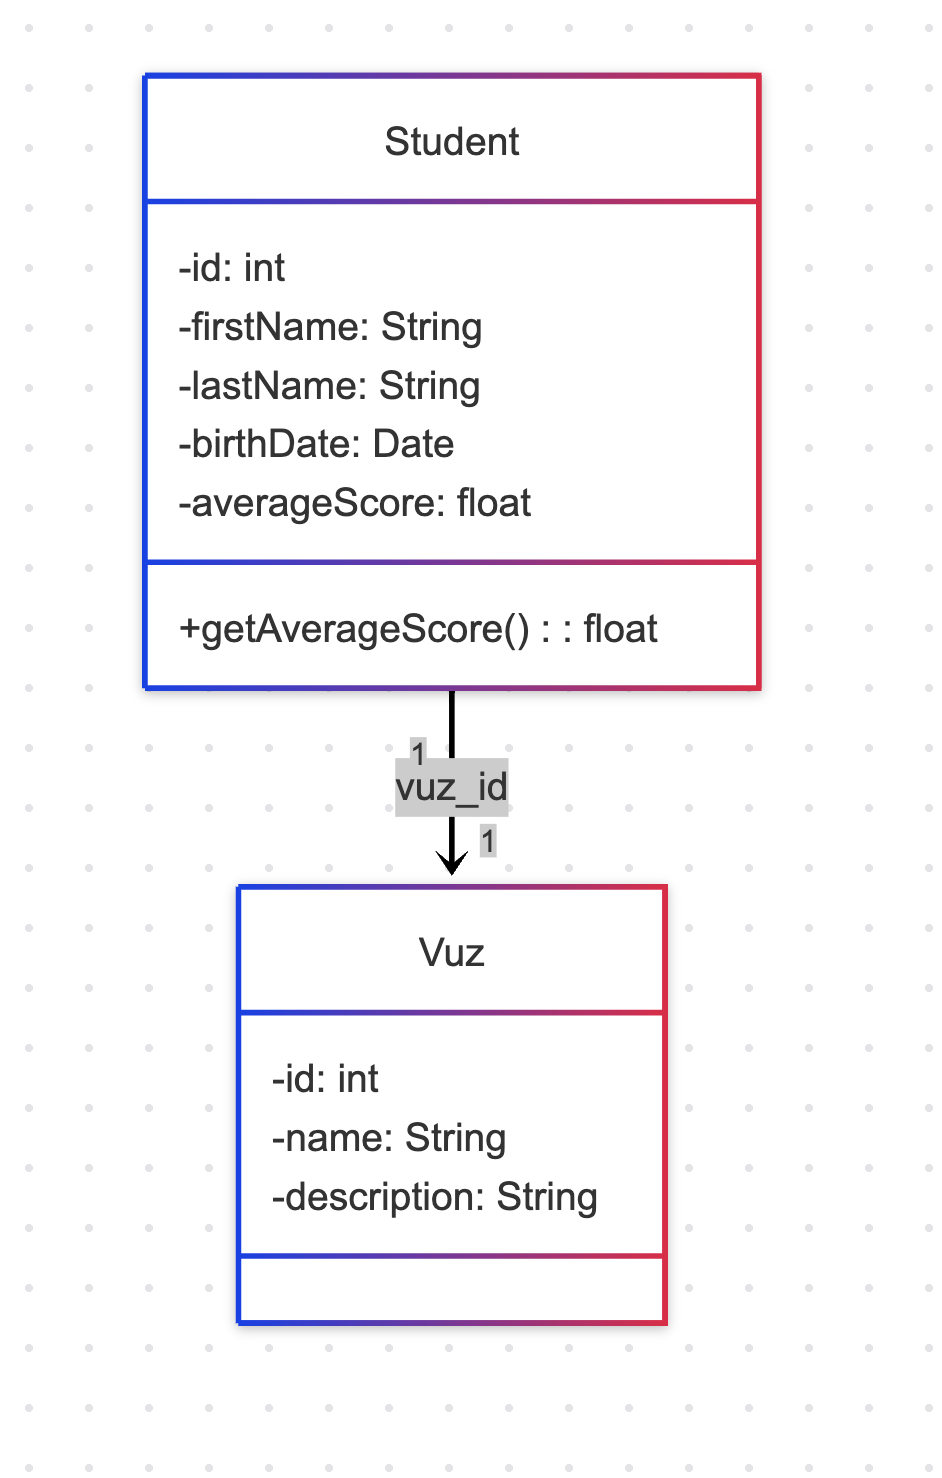 Student
-id: int
-firstName: String
-lastName: String
-birthDate: Date
-averageScore: float
+getAverageScore() : : float
1
vuz_id
1
Vuz
-id: int
-name: String
-description: String